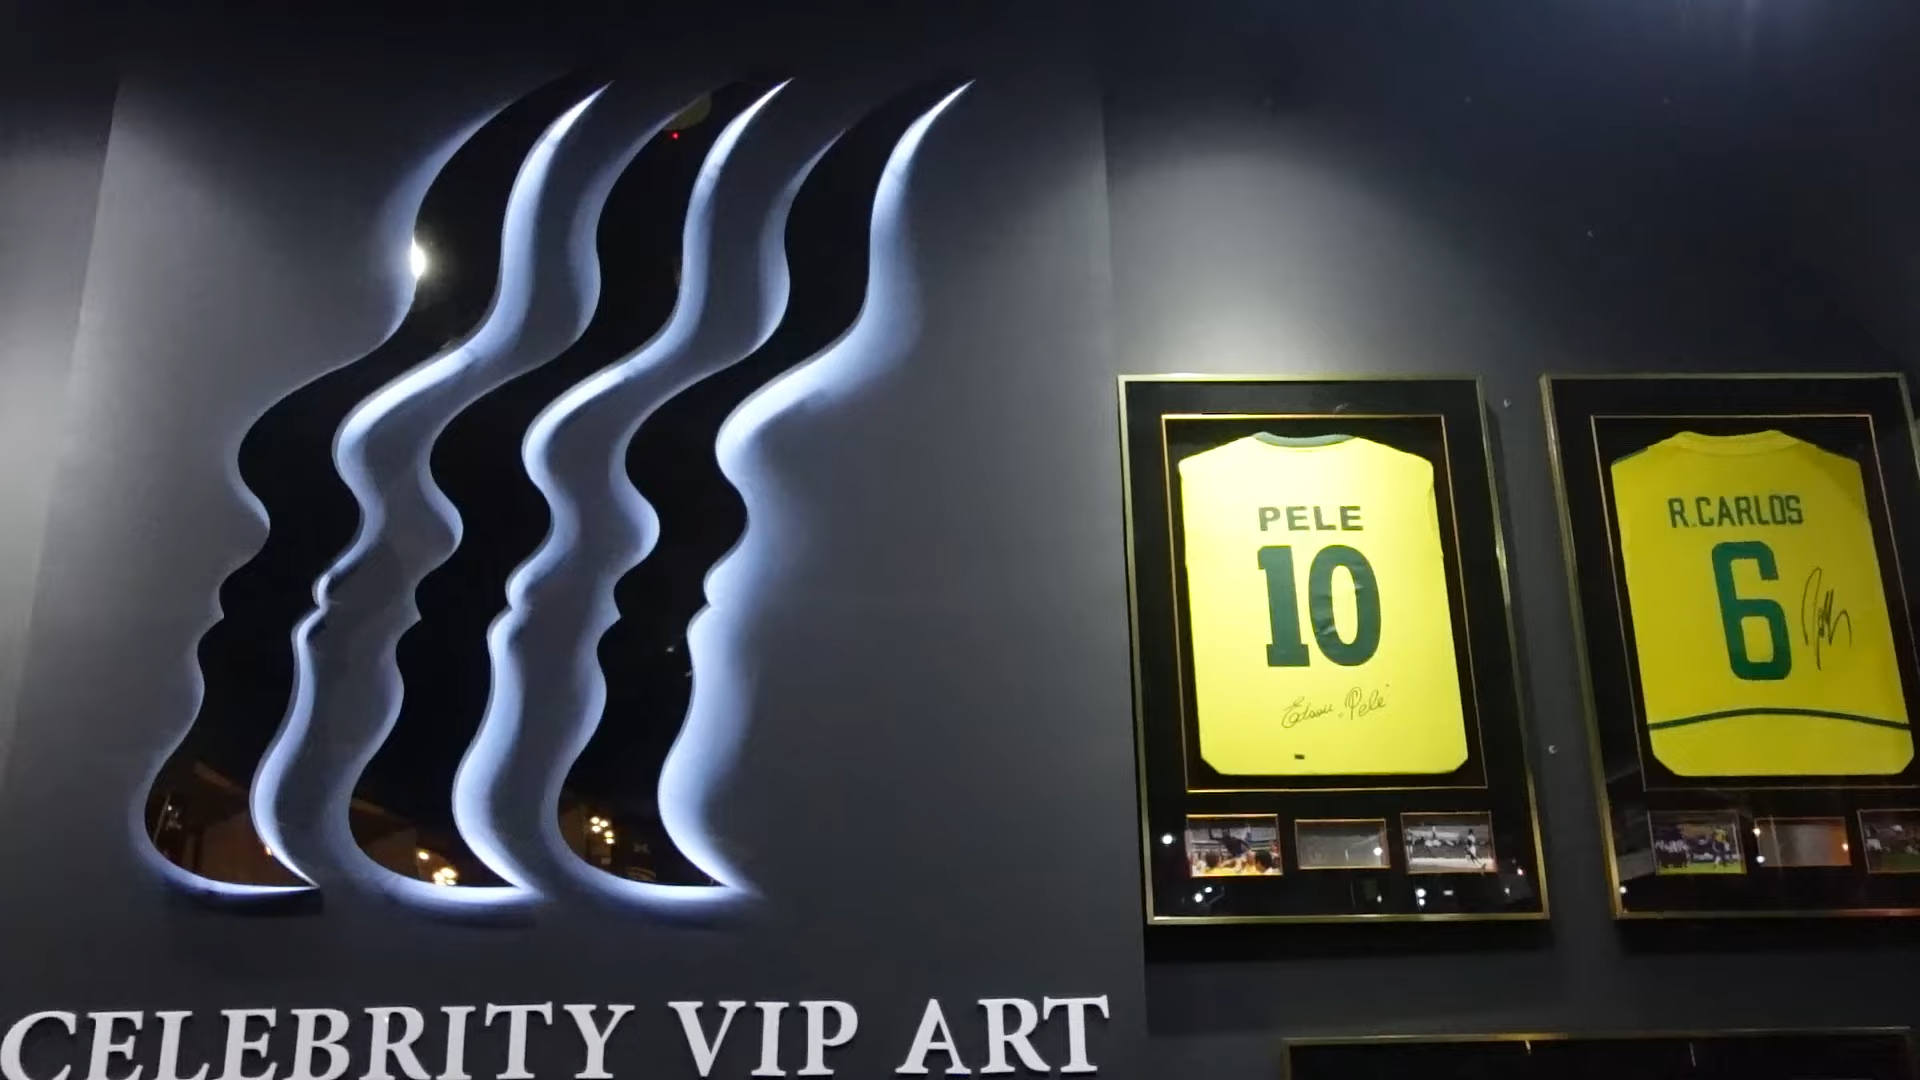 CELEBRITY VIP ART
PELE
10
Edson Pelé
R.CARLOS
6